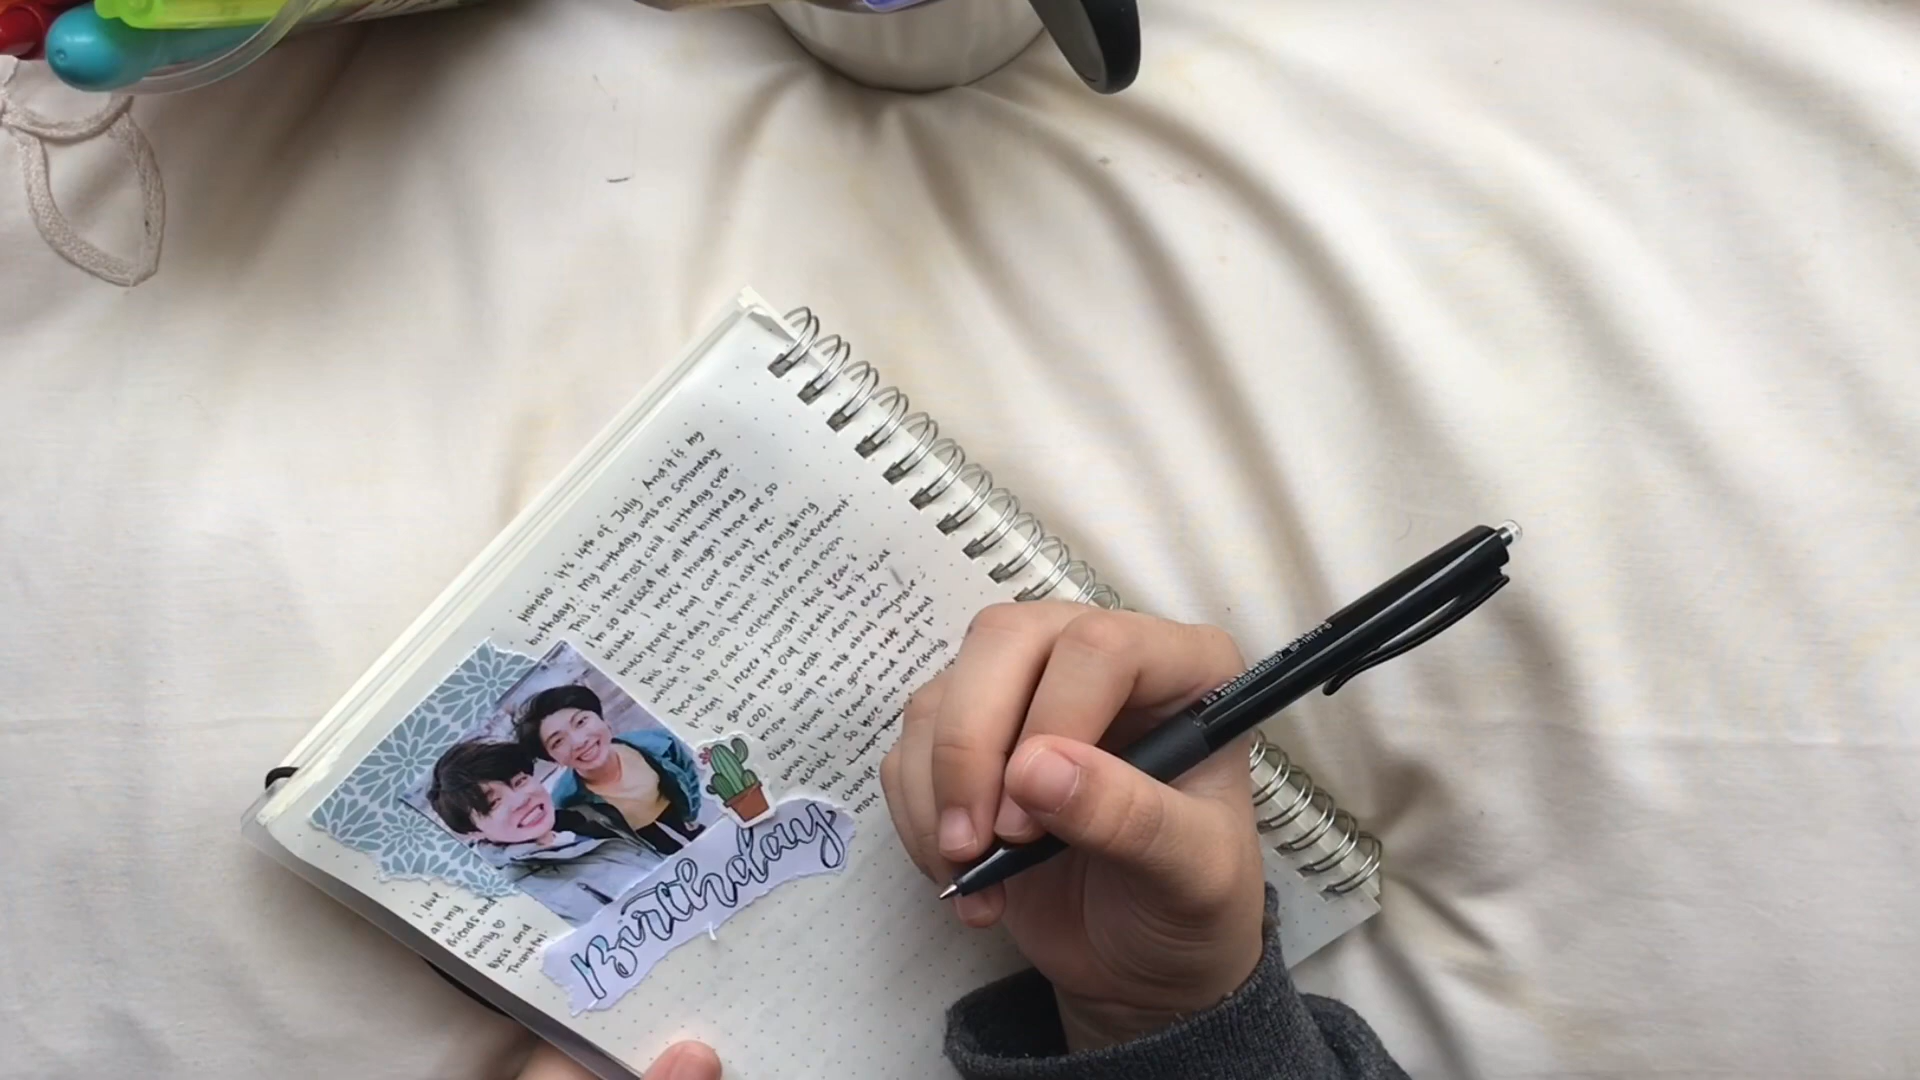 Hohoho it's 14th of July. And it is my
birthday. My birthday was on Saturday
This is the most chill birthday ever.
I'm so blessed for all the birthday
wishes. I never thought there are so
much people that care about me.
This birthday I don't ask for anything
which is so cool for me. it's an achievement.
There is no cake, celebration and even
present. I never thought this year's
is gonna turn out like this but it was
cool. So yeah i don't even
know what to talk about anymore.
okay i think i'm gonna talk about
what I have learned and want to
achieve. So here are something
that
change
more
i love
all my
friends and
family ♡
Bless and
Thankful.
Birthday
4902505462007 BP-1RT-F-B